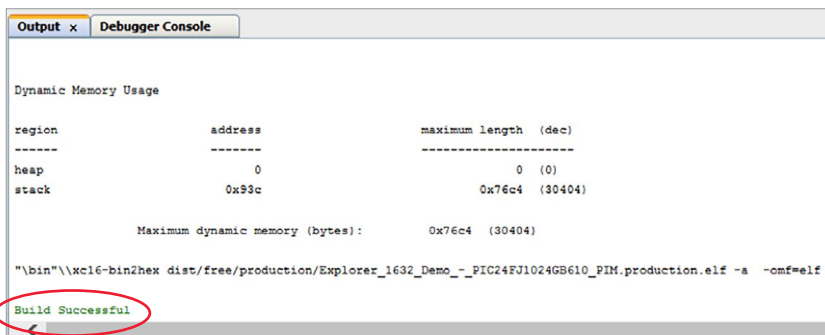 Output x Debugger Console
Dynamic Memory Usage
region address maximum length (dec)
------ ------- ---------------------
heap 0 0 (0)
stack 0x93c 0x76c4 (30404)
Maximum dynamic memory (bytes): 0x76c4 (30404)
"\bin"\\xc16-bin2hex dist/free/production/Explorer_1632_Demo_-_PIC24FJ1024GB610_PIM.production.elf -a -omf=elf
Build Successful